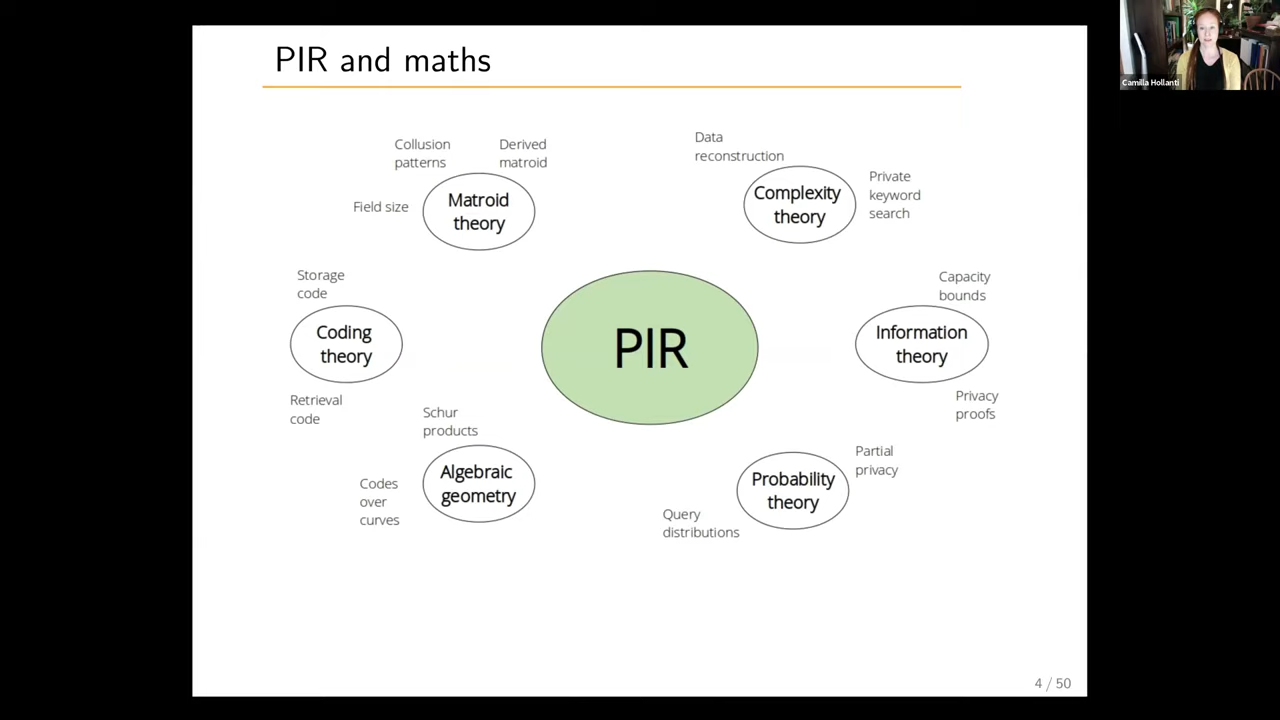 PIR and maths
Camilla Hollanti
Collusion
patterns
Derived
matroid
Field size
Matroid
theory
Data
reconstruction
Complexity
theory
Private
keyword
search
Storage
code
Coding
theory
Retrieval
code
PIR
Capacity
bounds
Information
theory
Privacy
proofs
Schur
products
Algebraic
geometry
Codes
over
curves
Partial
privacy
Probability
theory
Query
distributions
4 / 50